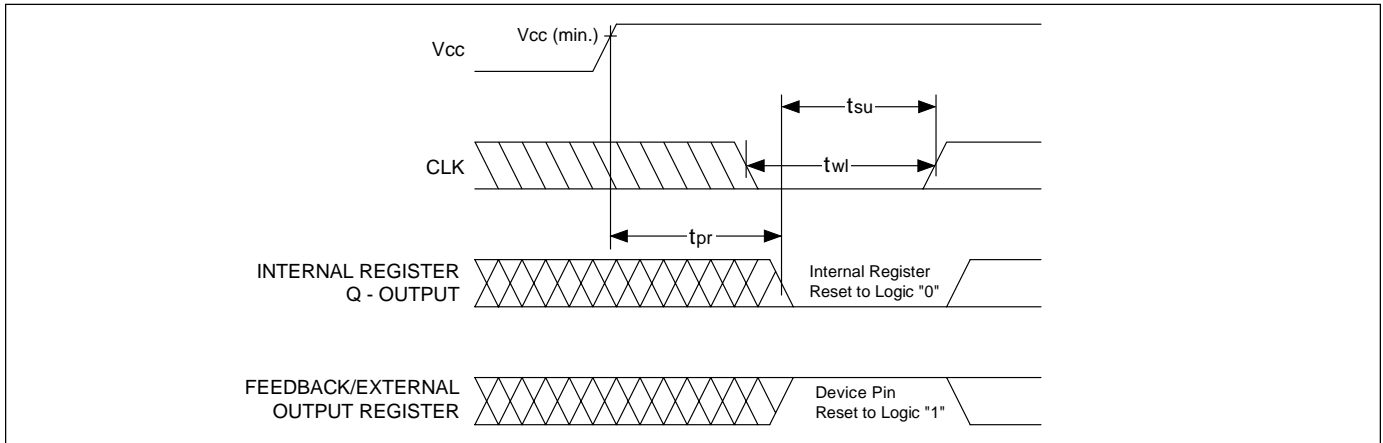 Vcc
Vcc (min.)
tsu
CLK
twl
tpr
INTERNAL REGISTER
Q - OUTPUT
Internal Register
Reset to Logic "0"
FEEDBACK/EXTERNAL
OUTPUT REGISTER
Device Pin
Reset to Logic "1"